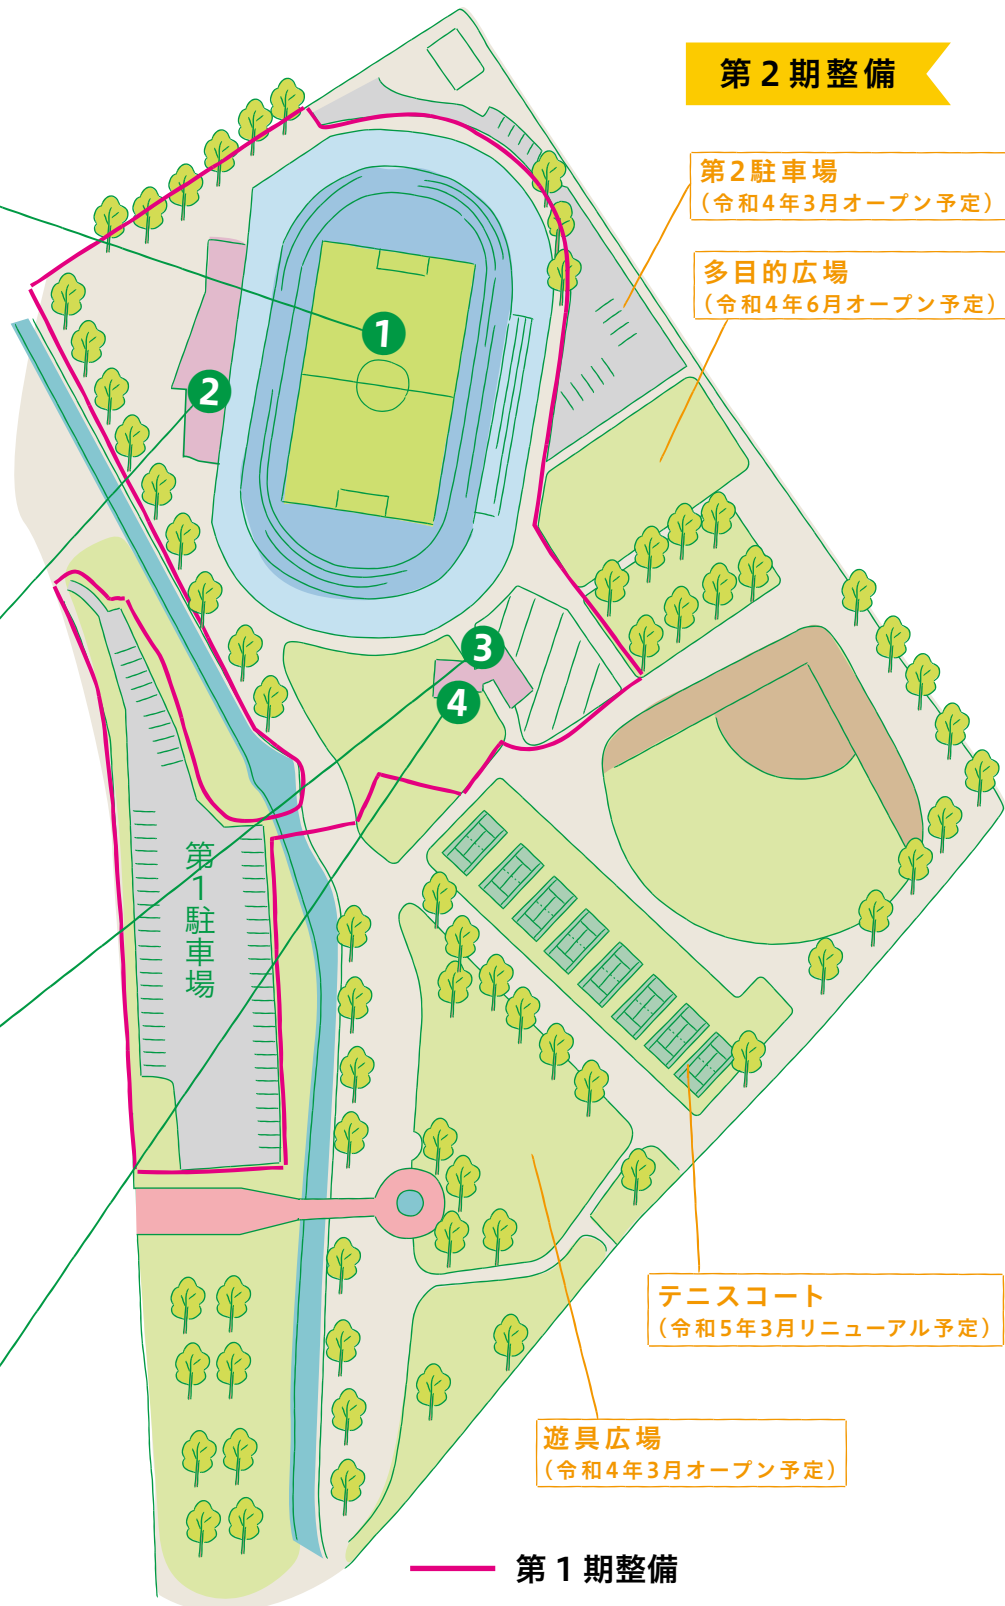 第2期整備
第2駐車場
(令和4年3月オープン予定)
多目的広場
(令和4年6月オープン予定)
1
2
3
4
第1駐車場
テニスコート
(令和5年3月リニューアル予定)
遊具広場
(令和4年3月オープン予定)
第1期整備